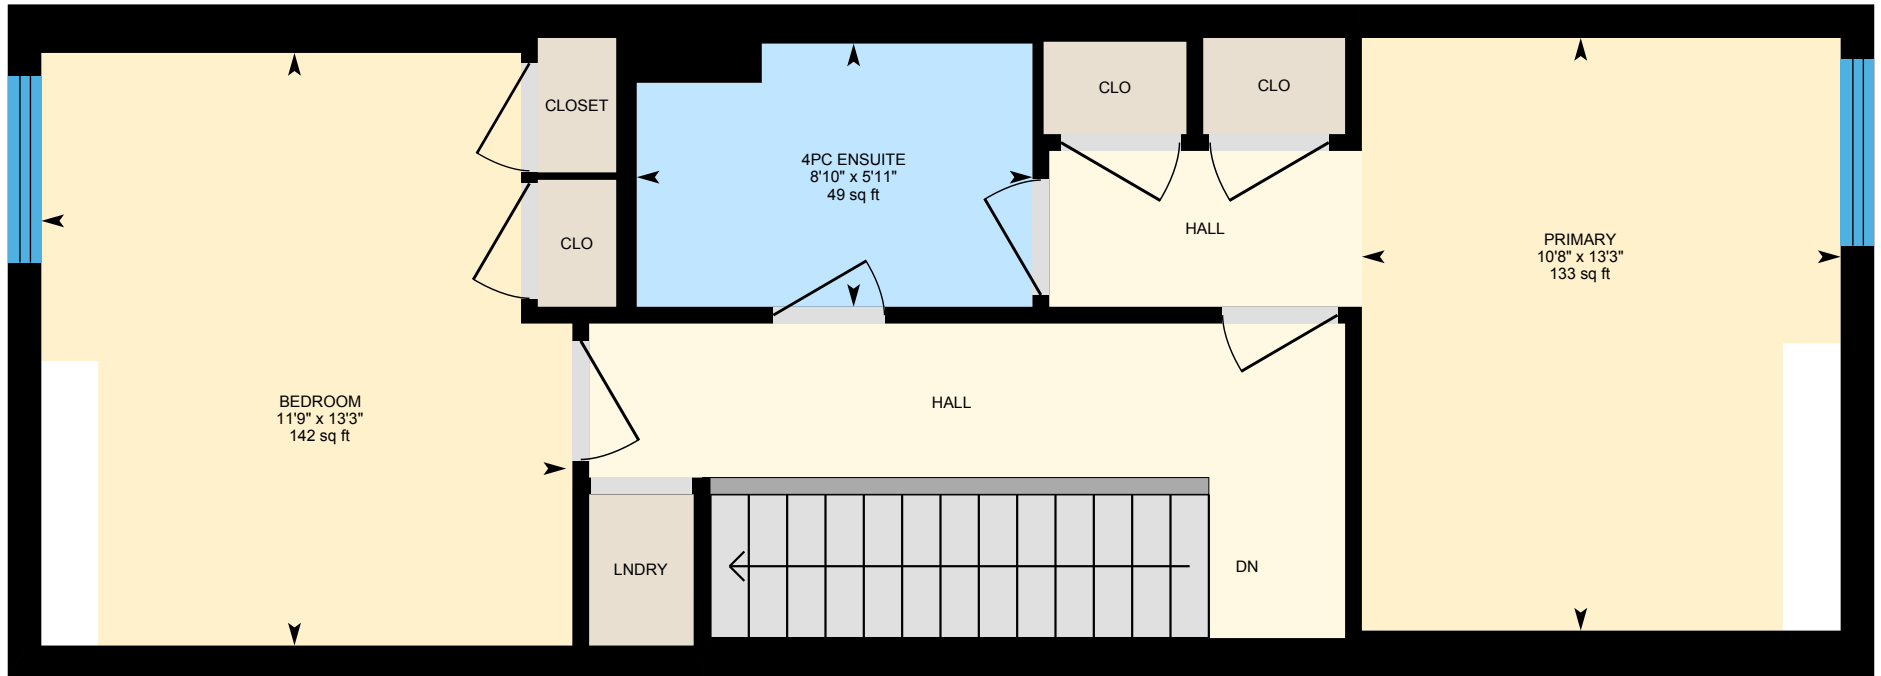 CLOSET
CLO
4PC ENSUITE
8'10" x 5'11"
49 sq ft
CLO
CLO
HALL
PRIMARY
10'8" x 13'3"
133 sq ft
BEDROOM
11'9" x 13'3"
142 sq ft
HALL
LNDRY
DN